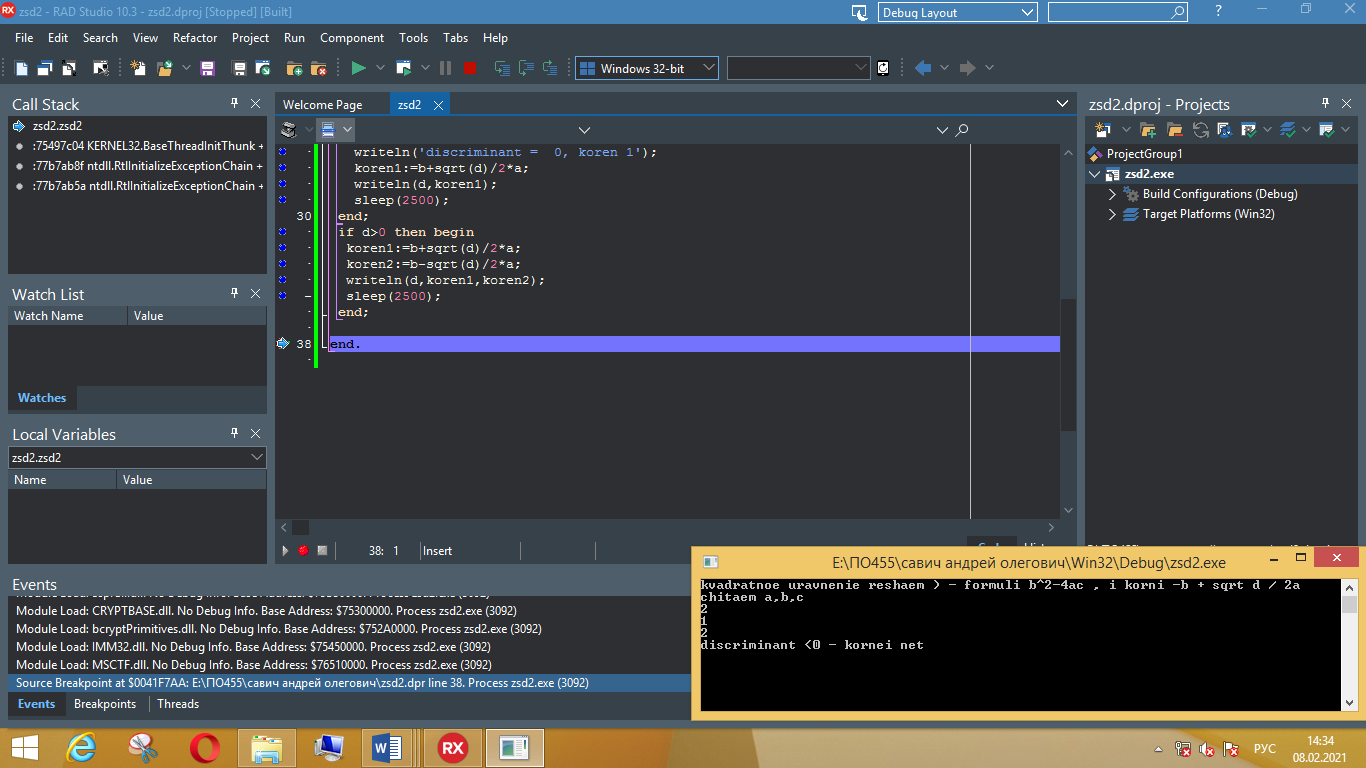 zsd2 - RAD Studio 10.3 - zsd2.dproj [Stopped] [Built]
Debug Layout
File Edit Search View Refactor Project Run Component Tools Tabs Help
Windows 32-bit
Call Stack
zsd2.zsd2
:75497c04 KERNEL32.BaseThreadInitThunk +
:77b7ab8f ntdll.RtlInitializeExceptionChain +
:77b7ab5a ntdll.RtlInitializeExceptionChain +
Watch List
Watch Name Value
Watches
Local Variables
zsd2.zsd2
Name Value
Welcome Page zsd2
writeln('discriminant =  0, koren 1');
koren1:=b+sqrt(d)/2*a;
writeln(d,koren1);
sleep(2500);
30 end;
if d>0 then begin
koren1:=b+sqrt(d)/2*a;
koren2:=b-sqrt(d)/2*a;
writeln(d,koren1,koren2);
sleep(2500);
end;
38 end.
38: 1 Insert
zsd2.dproj - Projects
ProjectGroup1
zsd2.exe
Build Configurations (Debug)
Target Platforms (Win32)
Events
Module Load: CRYPTBASE.dll. No Debug Info. Base Address: $75300000. Process zsd2.exe (3092)
Module Load: bcryptPrimitives.dll. No Debug Info. Base Address: $752A0000. Process zsd2.exe (3092)
Module Load: IMM32.dll. No Debug Info. Base Address: $75450000. Process zsd2.exe (3092)
Module Load: MSCTF.dll. No Debug Info. Base Address: $76510000. Process zsd2.exe (3092)
Source Breakpoint at $0041F7AA: E:\ПО455\савич андрей олегович\zsd2.dpr line 38. Process zsd2.exe (3092)
Events Breakpoints Threads
E:\ПО455\савич андрей олегович\Win32\Debug\zsd2.exe
kvadratnoe uravnenie reshaem ) - formuli b^2-4ac , i korni -b + sqrt d / 2a
chitaem a,b,c
2
1
2
discriminant <0 - kornei net
РУС
14:34
08.02.2021